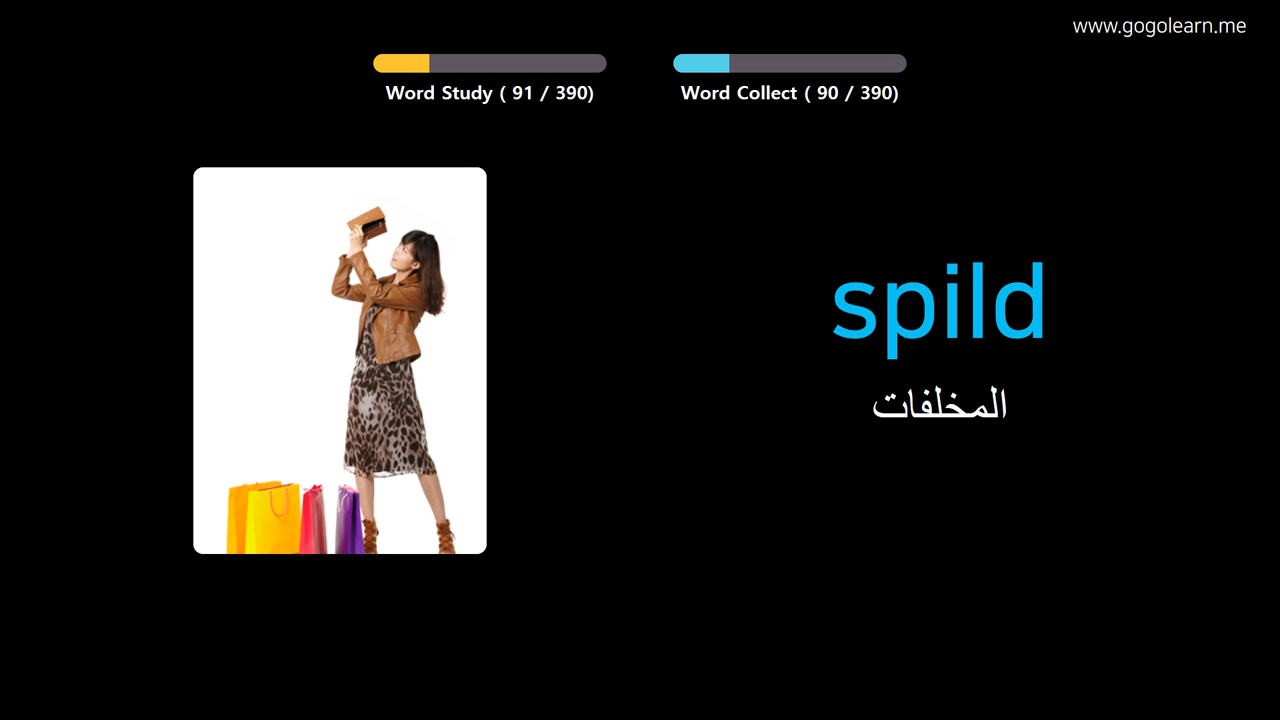 www.gogolearn.me
Word Study ( 91 / 390)
Word Collect ( 90 / 390)
spild
المخلفات